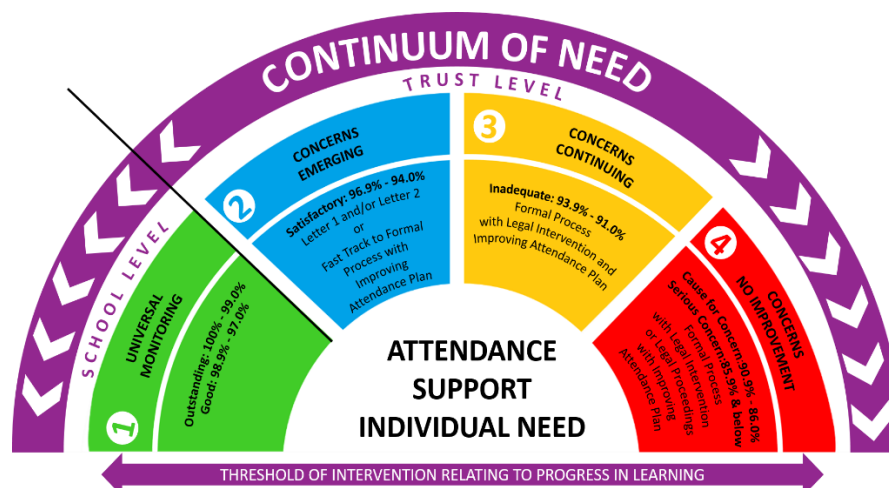 CONTINUUM OF NEED
TRUST LEVEL
SCHOOL LEVEL
1
UNIVERSAL
MONITORING
Outstanding: 100% - 99.0%
Good: 98.9% - 97.0%
2
CONCERNS
EMERGING
Satisfactory: 96.9% - 94.0%
Letter 1 and/or Letter 2
or
Fast Track to Formal
Process with
Improving
Attendance Plan
3
CONCERNS
CONTINUING
Inadequate: 93.9% - 91.0%
Formal Process
with Legal Intervention and
Improving Attendance Plan
4
CONCERNS
NO IMPROVEMENT
Cause for Concern:90.9% - 86.0%
Serious Concern:85.9% & below
Formal Process
with Legal Intervention
or Legal Proceedings
with Improving
Attendance Plan
ATTENDANCE
SUPPORT
INDIVIDUAL NEED
THRESHOLD OF INTERVENTION RELATING TO PROGRESS IN LEARNING